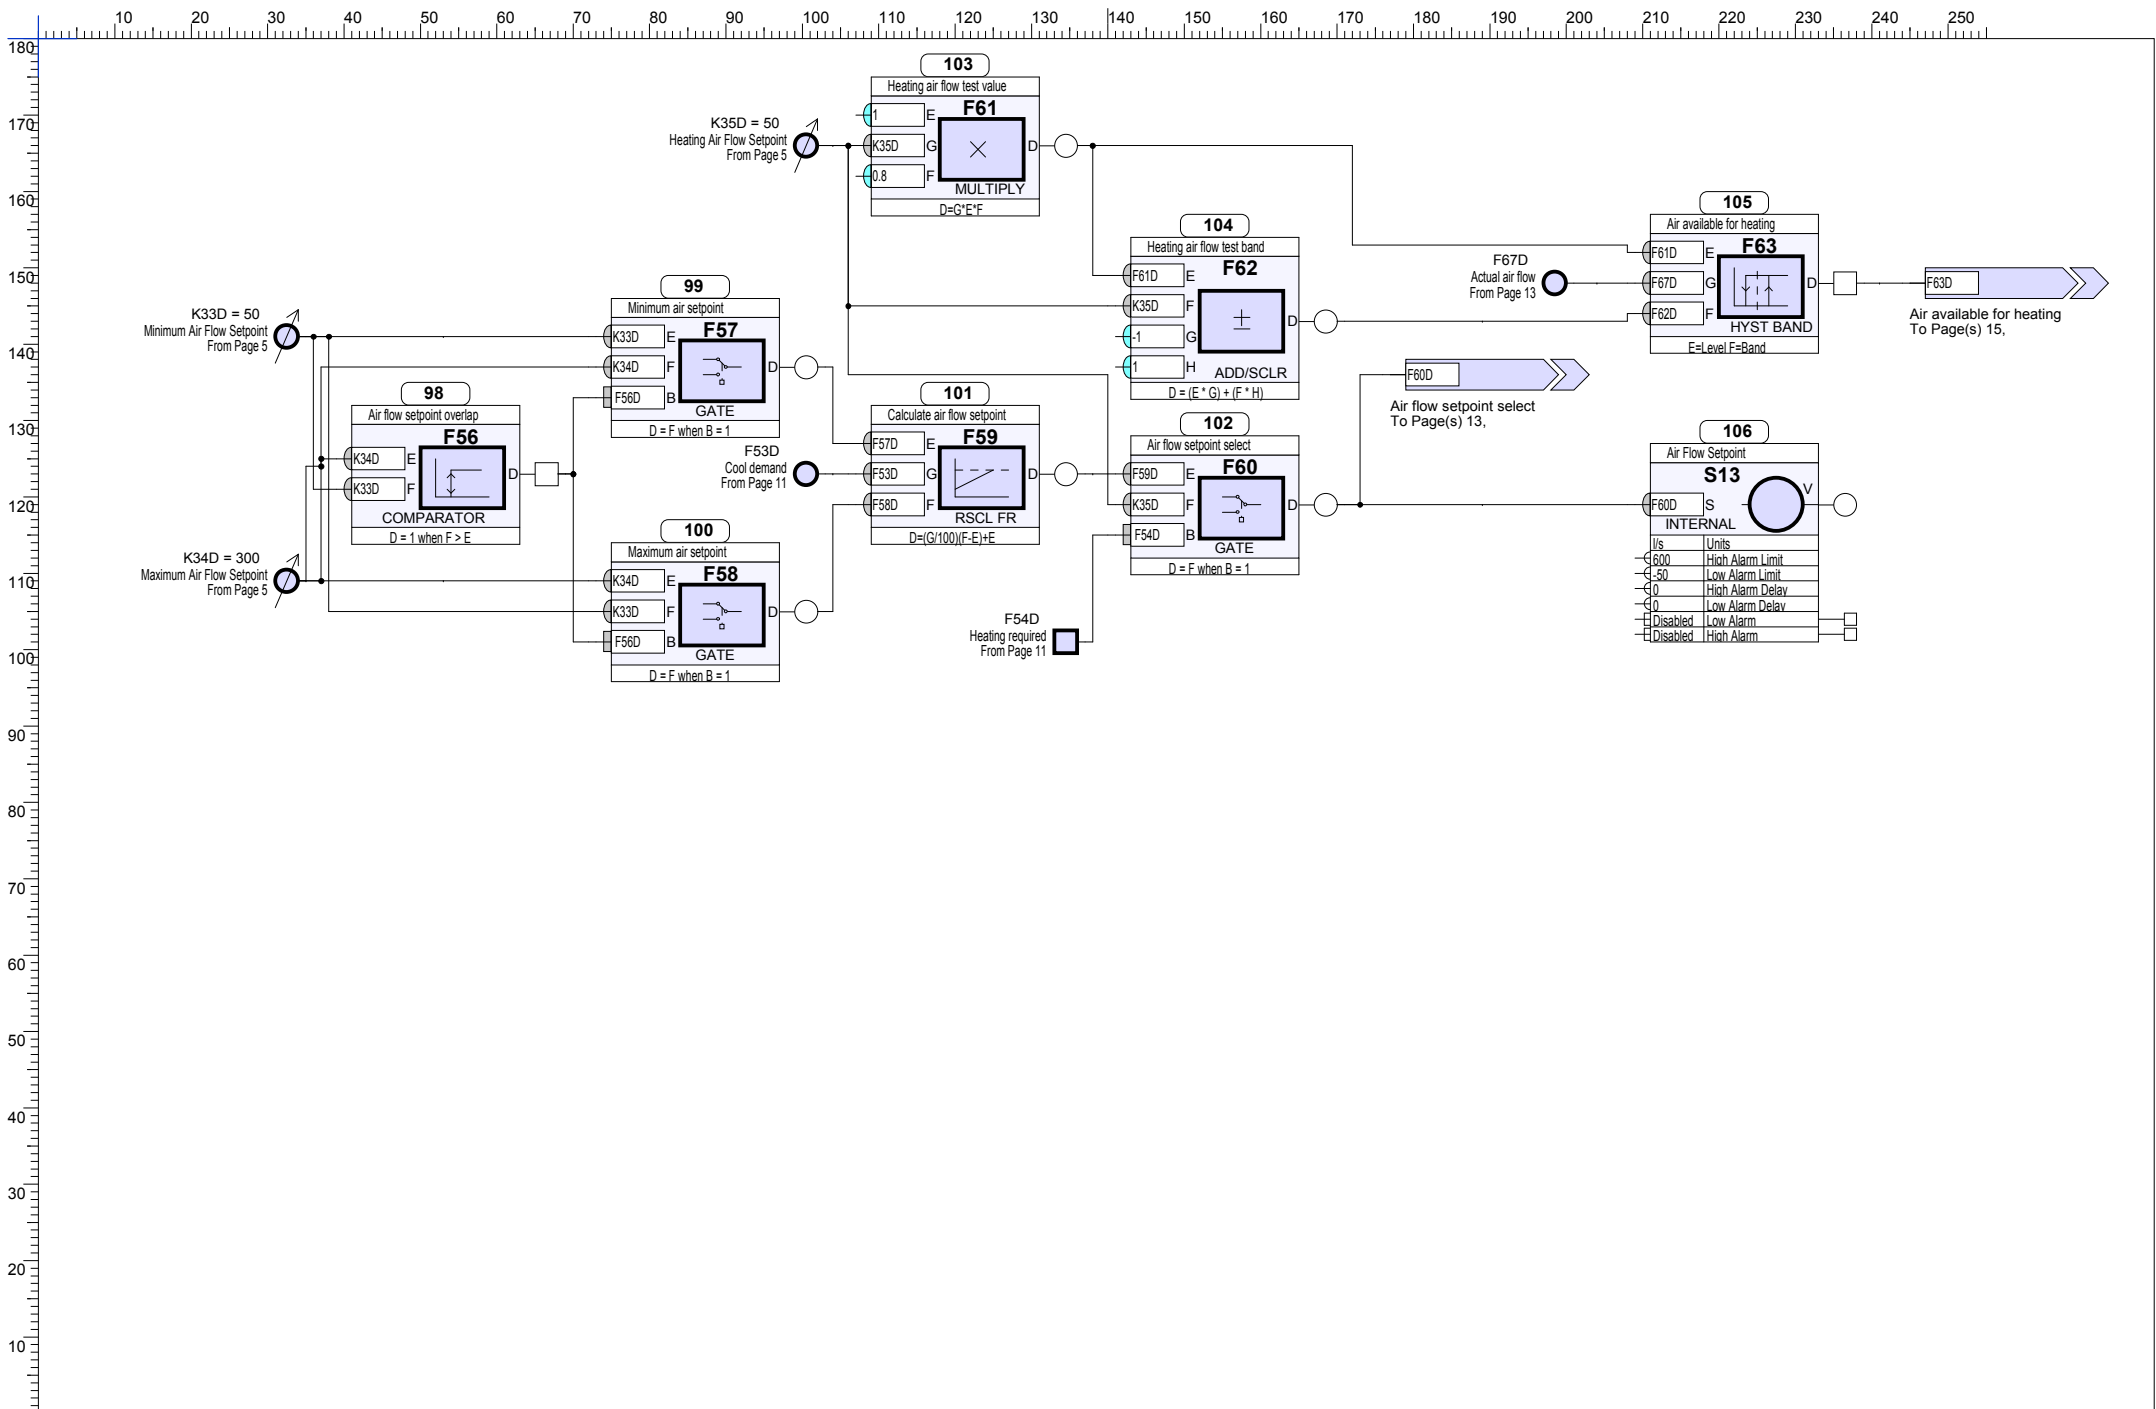 10 20 30 40 50 60 70 80 90 100 110 120 130 140 150 160 170 180 190 200 210 220 230 240 250
180
170
160
150
140
130
120
110
100
90
80
70
60
50
40
30
20
10
K33D = 50
Minimum Air Flow Setpoint
From Page 5
K34D = 300
Maximum Air Flow Setpoint
From Page 5
98
Air flow setpoint overlap
F56
K34D E
K33D F
D
COMPARATOR
D = 1 when F > E
99
Minimum air setpoint
F57
K33D E
K34D F
F56D B
D
GATE
D = F when B = 1
100
Maximum air setpoint
F58
K34D E
K33D F
F56D B
D
GATE
D = F when B = 1
K35D = 50
Heating Air Flow Setpoint
From Page 5
103
Heating air flow test value
F61
1 E
K35D G
0.8 F
D
MULTIPLY
D=G*E*F
F53D
Cool demand
From Page 11
101
Calculate air flow setpoint
F59
F57D E
F53D G
F58D F
D
RSCL FR
D=(G/100)(F-E)+E
104
Heating air flow test band
F62
F61D E
K35D F
-1 G
1 H
D
ADD/SCLR
D = (E * G) + (F * H)
102
Air flow setpoint select
F60
F59D E
K35D F
F54D B
D
GATE
D = F when B = 1
F54D
Heating required
From Page 11
F67D
Actual air flow
From Page 13
F60D
Air flow setpoint select
To Page(s) 13,
105
Air available for heating
F63
F61D E
F67D G
F62D F
D
HYST BAND
E=Level F=Band
F63D
Air available for heating
To Page(s) 15,
106
Air Flow Setpoint
S13
F60D S
V
INTERNAL
l/s Units
600 High Alarm Limit
-50 Low Alarm Limit
0 High Alarm Delay
0 Low Alarm Delay
Disabled Low Alarm
Disabled High Alarm